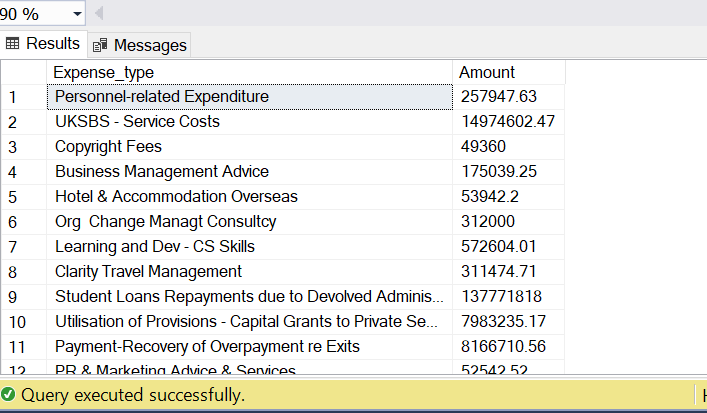 90 %
Results Messages
Expense_type Amount
1 Personnel-related Expenditure 257947.63
2 UKSBS - Service Costs 14974602.47
3 Copyright Fees 49360
4 Business Management Advice 175039.25
5 Hotel & Accommodation Overseas 53942.2
6 Org  Change Managt Consultcy 312000
7 Learning and Dev - CS Skills 572604.01
8 Clarity Travel Management 311474.71
9 Student Loans Repayments due to Devolved Adminis... 137771818
10 Utilisation of Provisions - Capital Grants to Private Se... 7983235.17
11 Payment-Recovery of Overpayment re Exits 8166710.56
12 PR & Marketing Advice & Services 52542.52
Query executed successfully.